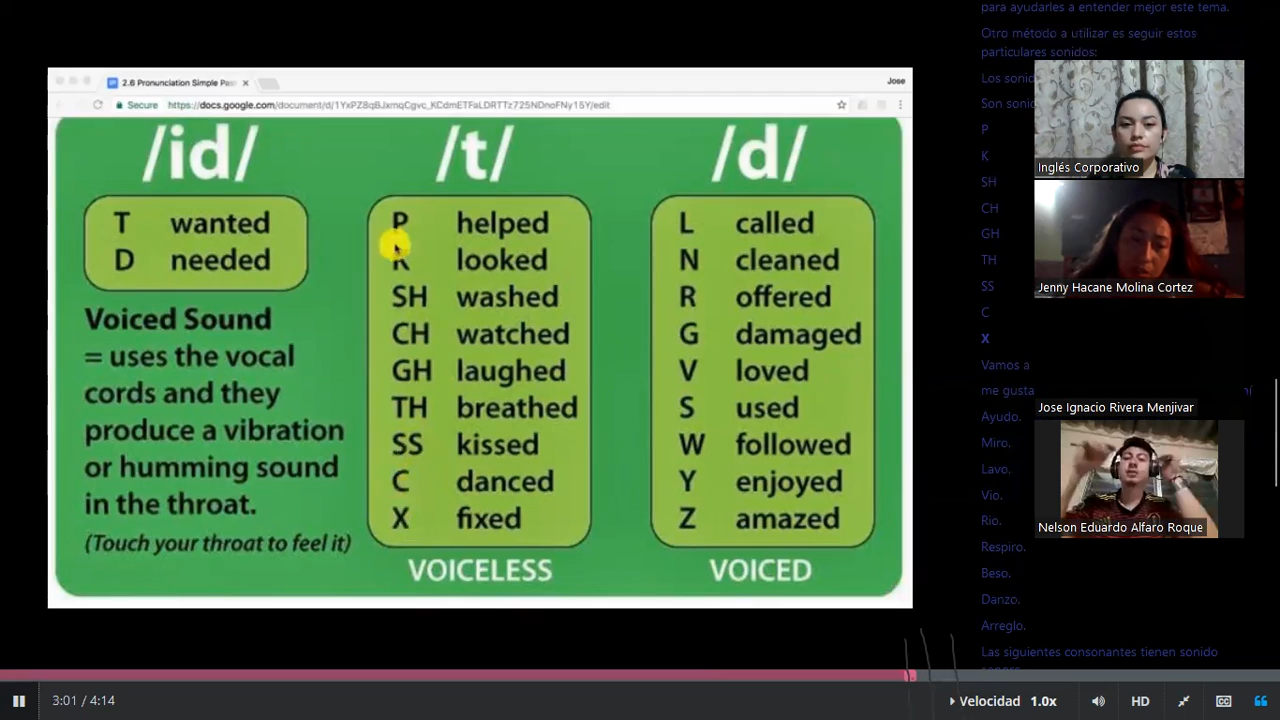 para ayudarles a entender mejor este tema.
Otro método a utilizar es seguir estos
particulares sonidos:
Los sonid
Son sonid
P
K
SH
CH
GH
TH
SS
C
X
Vamos a
me gusta
Ayudo.
Miro.
Lavo,
Vio.
Rio.
Respiro.
Beso.
Danzo.
Arreglo.
Las siguientes consonantes tienen sonido
2.6 Pronunciation Simple Pas
Jose
Secure
/id/
T wanted
D needed
Voiced Sound
= uses the vocal
cords and they
produce a vibration
or humming sound
in the throat.
(Touch your throat to feel it)
/t/
P helped
K looked
SH washed
CH watched
GH laughed
TH breathed
SS kissed
C danced
X fixed
VOICELESS
/d/
L called
N cleaned
R offered
G damaged
V loved
S used
W followed
Y enjoyed
Z amazed
VOICED
Inglés Corporativo
Jenny Hacane Molina Cortez
Jose Ignacio Rivera Menjivar
Nelson Eduardo Alfaro Roque
3:01 / 4:14
Velocidad 1.0x
HD
CC